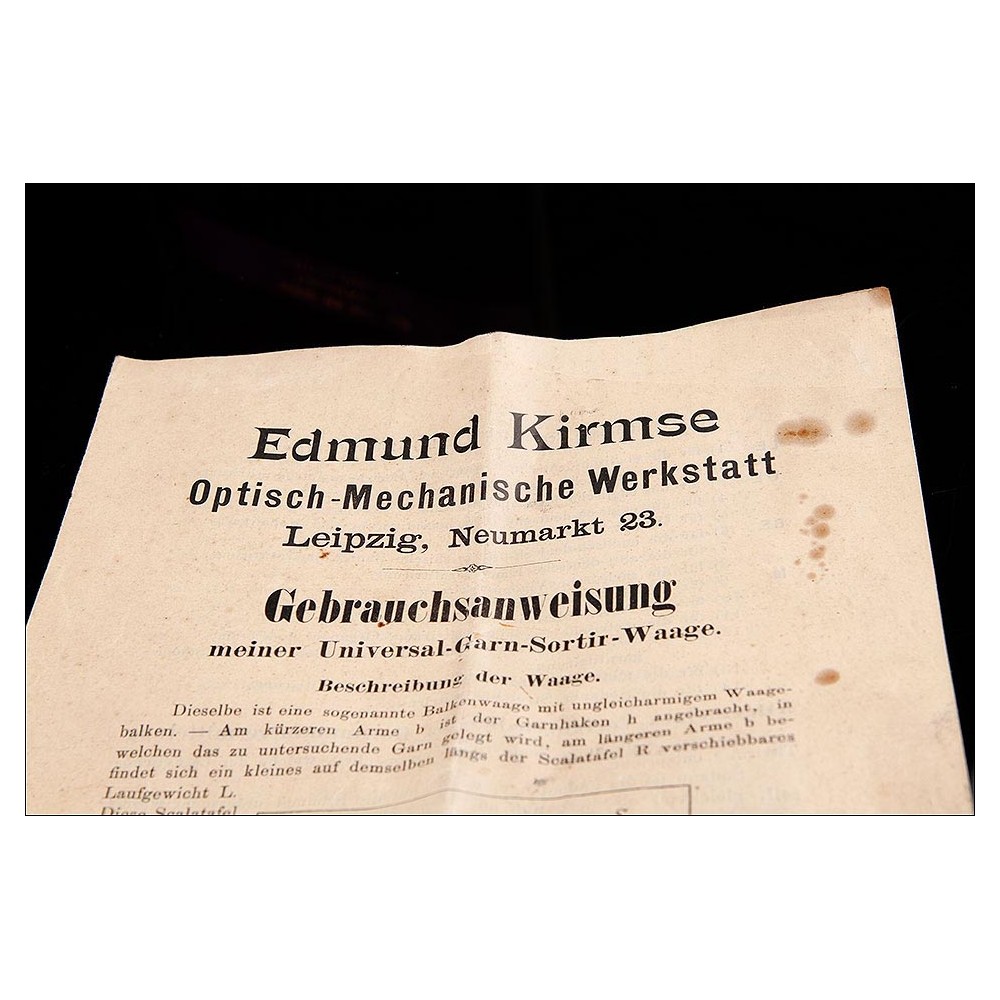 Edmund Kirmse
Optisch-Mechanische Werkstatt
Leipzig, Neumarkt 23.
Gebrauchsanweisung
meiner Universal-Garn-Sortir-Waage.
Beschreibung der Waage.
Dieselbe ist eine sogenannte Balkenwaage mit ungleicharmigem Waage-
balken. — Am kürzeren Arme b ist der Garnhaken h angebracht, in
welchen das zu untersuchende Garn gelegt wird, am längeren Arme b be-
findet sich ein kleines auf demselben längs der Scalatafel R verschiebbares
Laufgewicht L.
Diese Scalatafel
S